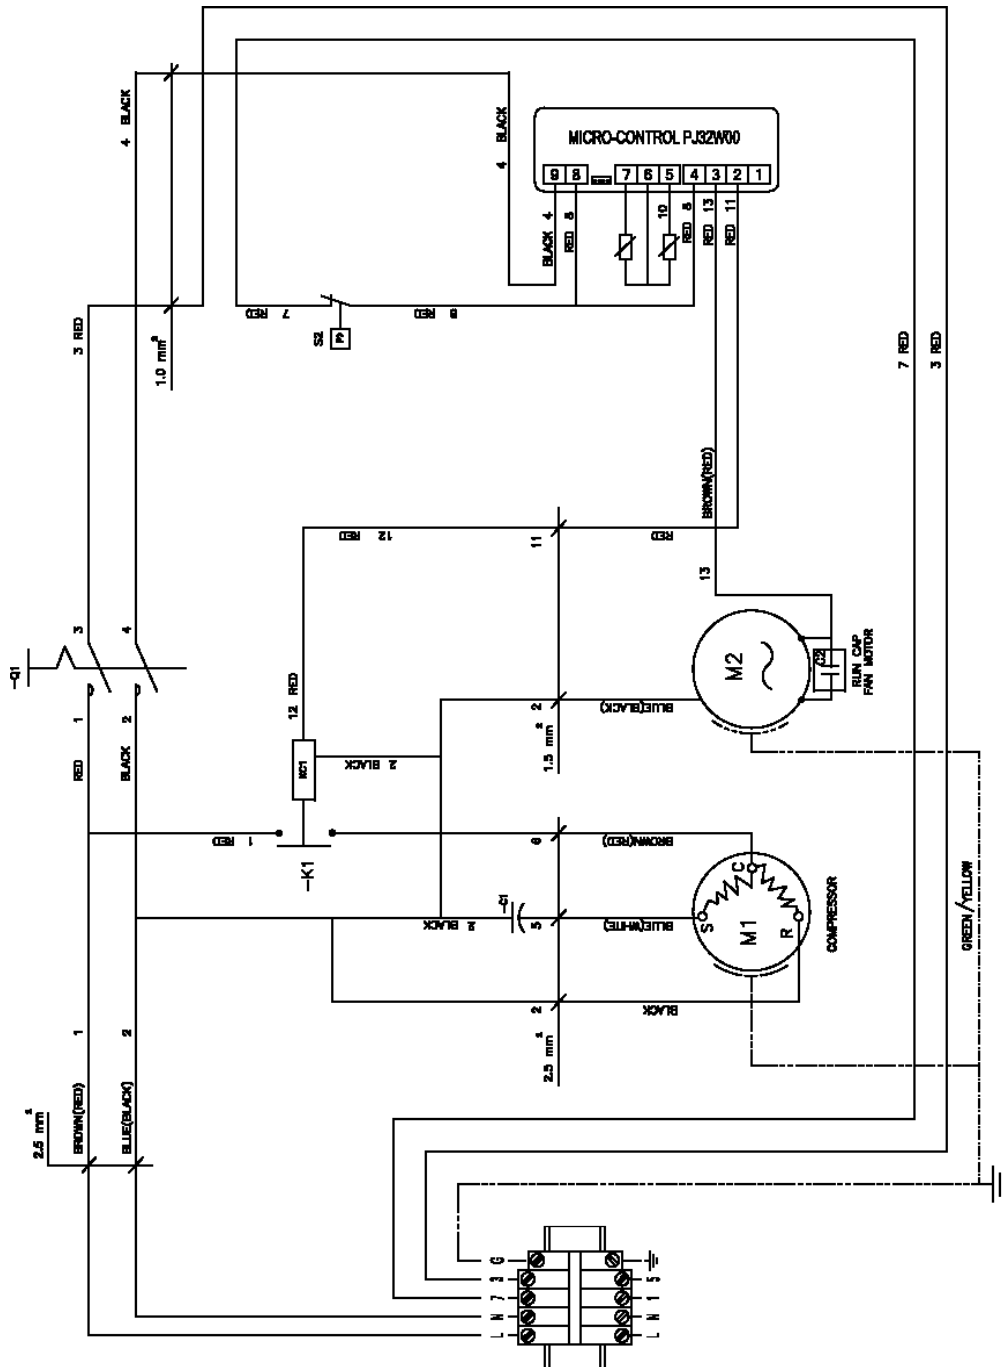 4 BLACK
4 BLACK
MICRO-CONTROL PJ32W00
9 8 7 6 5 4 3 2 1
BLACK 4
RED 8
10
RED 8
RED 13
RED 11
3 RED
1.0 mm²
RED 7
S2
RED 8
7 RED
3 RED
BROWN(RED)
12 RED
11
RED
13
-Q1
3
4
1
2
RED
BLACK
12 RED
KC1
2 BLACK
2
BLUE(BLACK)
1.5 mm²
M2
C2
RUN CAP
FAN MOTOR
1 RED
-K1
6
BROWN(RED)
2 BLACK
-C1
5
BLUE(WHITE)
C
S
R
M1
COMPRESSOR
GREEN/YELLOW
2
BLACK
2.5 mm²
1
2
BROWN(RED)
BLUE(BLACK)
2.5 mm²
G
3 5
7 1
N N
L L